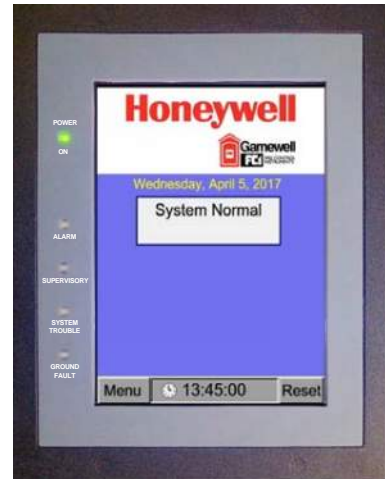 Honeywell
Gamewell
FCI
Wednesday, April 5, 2017
System Normal
POWER
ON
ALARM
SUPERVISORY
SYSTEM
TROUBLE
GROUND
FAULT
Menu
13:45:00
Reset